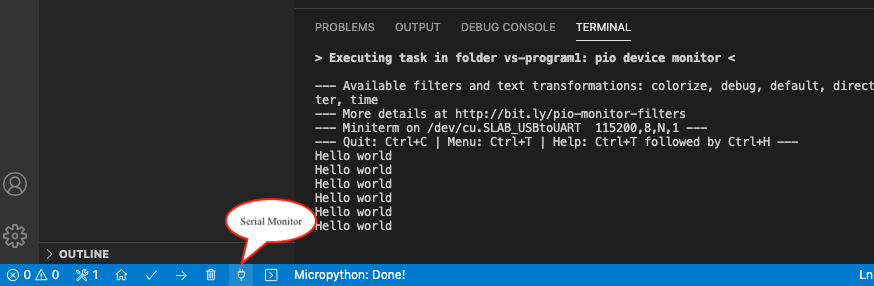 PROBLEMS OUTPUT DEBUG CONSOLE TERMINAL
> Executing task in folder vs-program1: pio device monitor <
--- Available filters and text transformations: colorize, debug, default, direct
ter, time
--- More details at http://bit.ly/pio-monitor-filters
--- Miniterm on /dev/cu.SLAB_USBtoUART  115200,8,N,1 ---
--- Quit: Ctrl+C | Menu: Ctrl+T | Help: Ctrl+T followed by Ctrl+H ---
Hello world
Hello world
Hello world
Hello world
Hello world
Hello world
Serial Monitor
OUTLINE
0 0 1 Micropython: Done! Ln